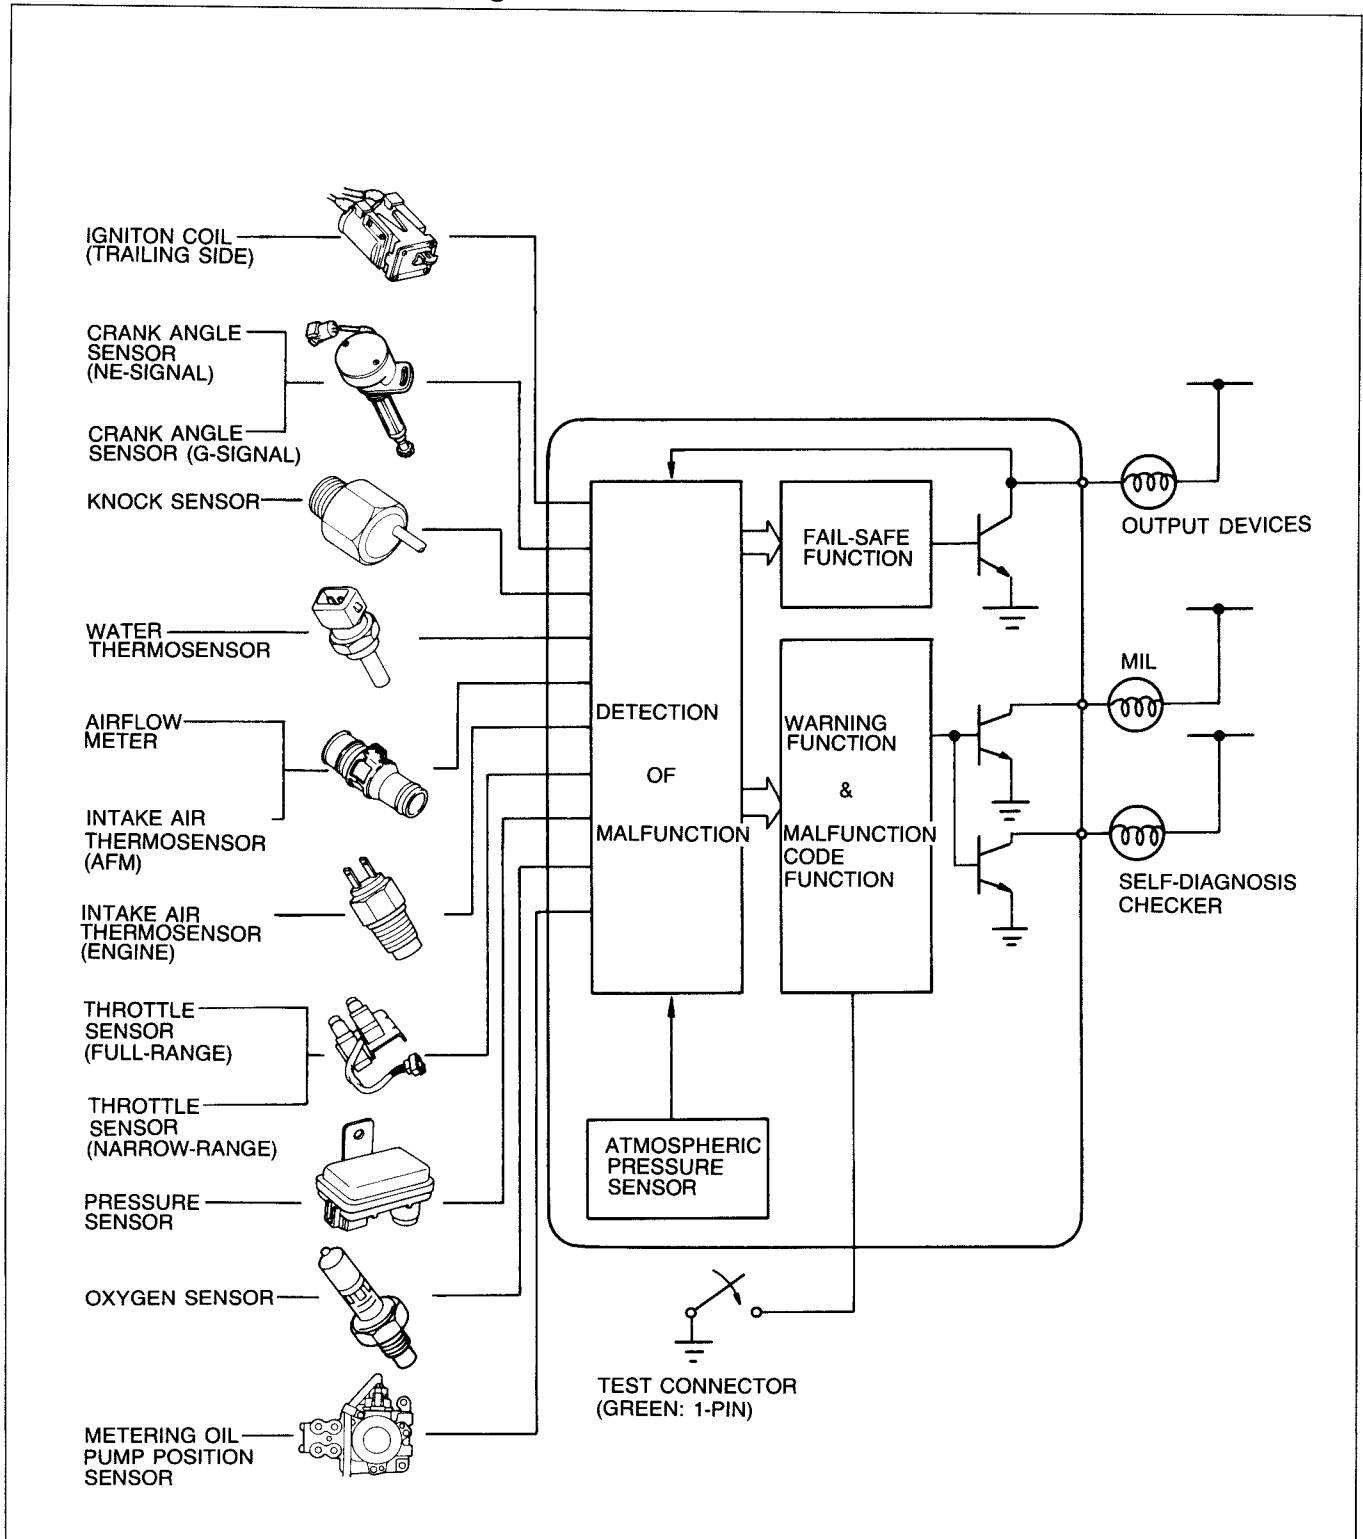 IGNITON COIL
(TRAILING SIDE)
CRANK ANGLE
SENSOR
(NE-SIGNAL)
CRANK ANGLE
SENSOR (G-SIGNAL)
KNOCK SENSOR
WATER
THERMOSENSOR
AIRFLOW
METER
INTAKE AIR
THERMOSENSOR
(AFM)
INTAKE AIR
THERMOSENSOR
(ENGINE)
THROTTLE
SENSOR
(FULL-RANGE)
THROTTLE
SENSOR
(NARROW-RANGE)
PRESSURE
SENSOR
OXYGEN SENSOR
METERING OIL
PUMP POSITION
SENSOR
DETECTION
OF
MALFUNCTION
FAIL-SAFE
FUNCTION
WARNING
FUNCTION
&
MALFUNCTION
CODE
FUNCTION
ATMOSPHERIC
PRESSURE
SENSOR
OUTPUT DEVICES
MIL
SELF-DIAGNOSIS
CHECKER
TEST CONNECTOR
(GREEN: 1-PIN)